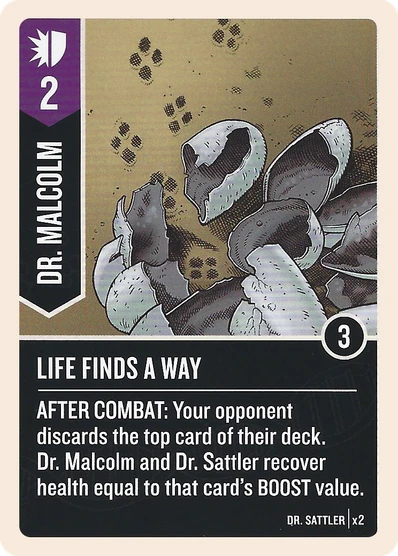 2
DR. MALCOLM
3
LIFE FINDS A WAY
AFTER COMBAT: Your opponent
discards the top card of their deck.
Dr. Malcolm and Dr. Sattler recover
health equal to that card's BOOST value.
DR. SATTLER | x2